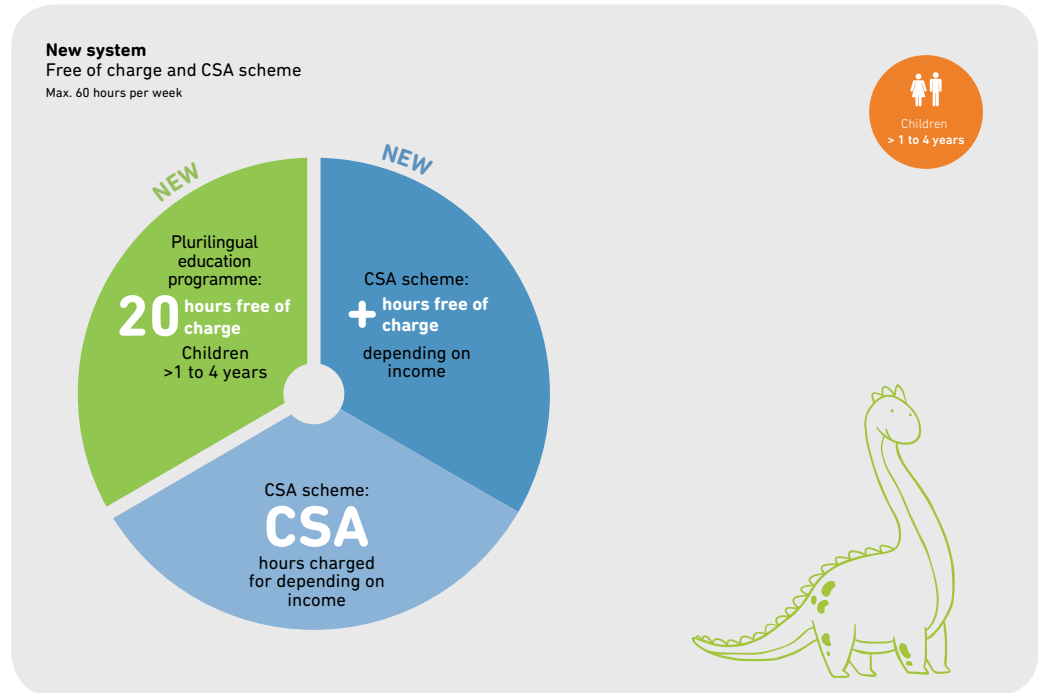 New system
Free of charge and CSA scheme
Max. 60 hours per week
Children
> 1 to 4 years
NEW
Plurilingual
education
programme:
20 hours free of
charge
Children
>1 to 4 years
NEW
CSA scheme:
+ hours free of
charge
depending on
income
CSA scheme:
CSA
hours charged
for depending on
income